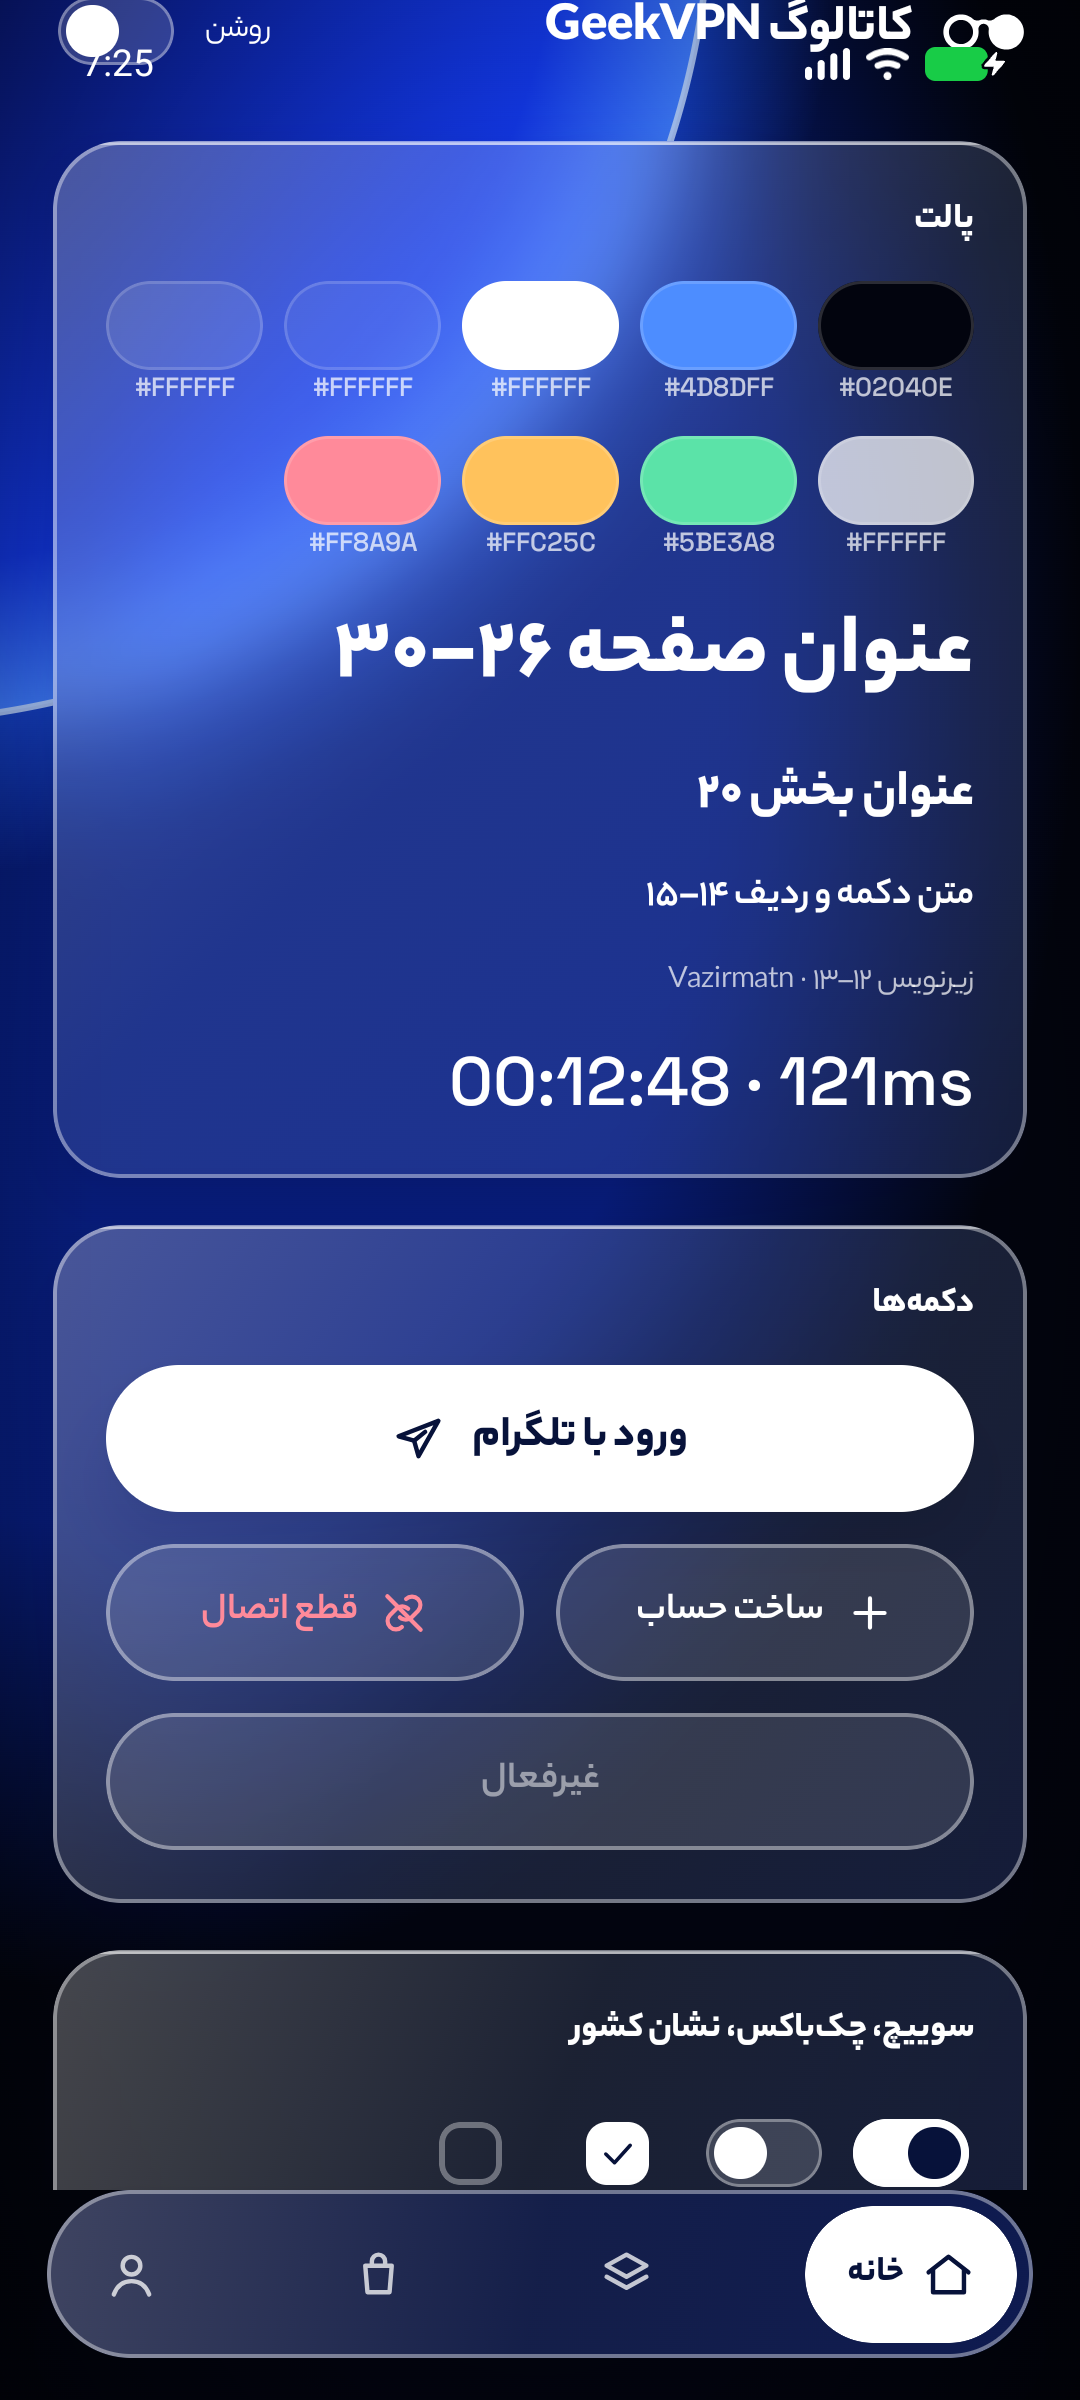 کاتالوگ GeekVPN
روشن
7:25
پالت
#02040E
#4D8DFF
#FFFFFF
#FFFFFF
#FFFFFF
#FFFFFF
#5BE3A8
#FFC25C
#FF8A9A
عنوان صفحه ۲۶–۳۰
عنوان بخش ۲۰
متن دکمه و ردیف ۱۴–۱۵
زیرنویس ۱۲–۱۳ · Vazirmatn
00:12:48 · 121ms
دکمه‌ها
ورود با تلگرام
ساخت حساب
قطع اتصال
غیرفعال
سوییچ، چک‌باکس، نشان کشور
خانه